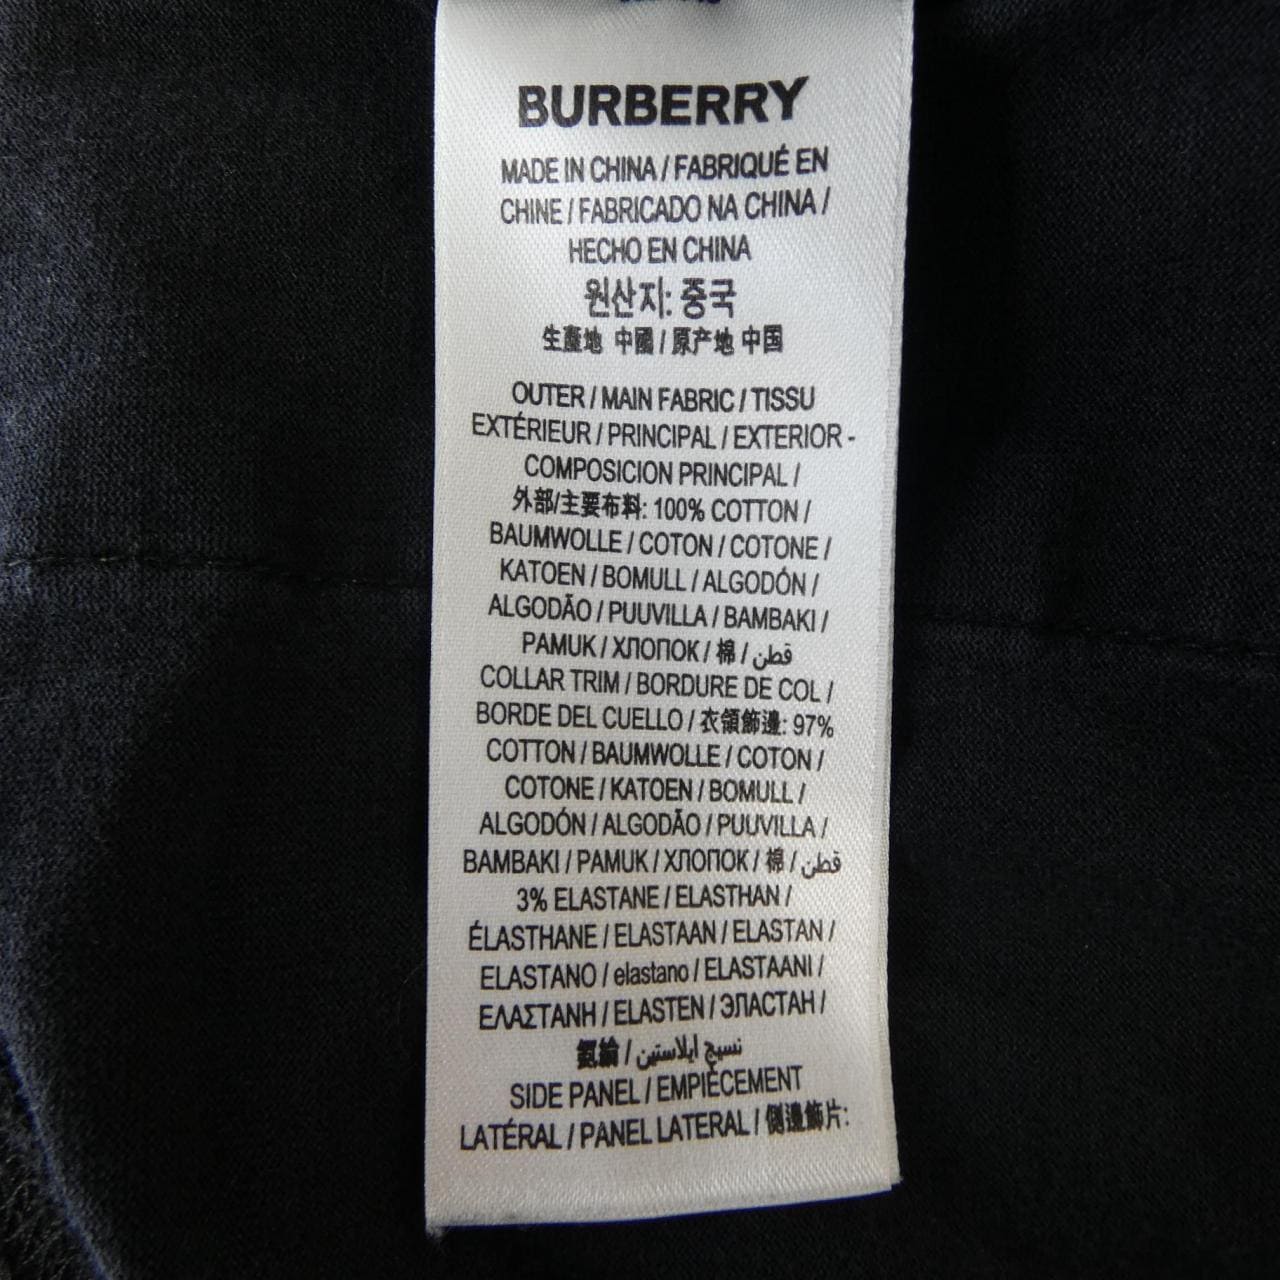 BURBERRY
MADE IN CHINA / FABRIQUÉ EN
CHINE / FABRICADO NA CHINA /
HECHO EN CHINA
원산지: 중국
生產地 中國 / 原产地 中国
OUTER / MAIN FABRIC / TISSU
EXTÉRIEUR / PRINCIPAL / EXTERIOR -
COMPOSICION PRINCIPAL /
外部/主要布料: 100% COTTON /
BAUMWOLLE / COTON / COTONE /
KATOEN / BOMULL / ALGODÓN /
ALGODÃO / PUUVILLA / BAMBAKI /
PAMUK / ХЛОПОК / 棉 / قطن
COLLAR TRIM / BORDURE DE COL /
BORDE DEL CUELLO / 衣領飾邊: 97%
COTTON / BAUMWOLLE / COTON /
COTONE / KATOEN / BOMULL /
ALGODÓN / ALGODÃO / PUUVILLA /
BAMBAKI / PAMUK / ХЛОПОК / 棉 / قطن
3% ELASTANE / ELASTHAN /
ÉLASTHANE / ELASTAAN / ELASTAN /
ELASTANO / elastano / ELASTAANI /
ΕΛΑΣΤΑΝΗ / ELASTEN / ЭЛАСТАН /
氨綸 / نسيج ايلاستين
SIDE PANEL / EMPIÈCEMENT
LATÉRAL / PANEL LATERAL / 側邊飾片: